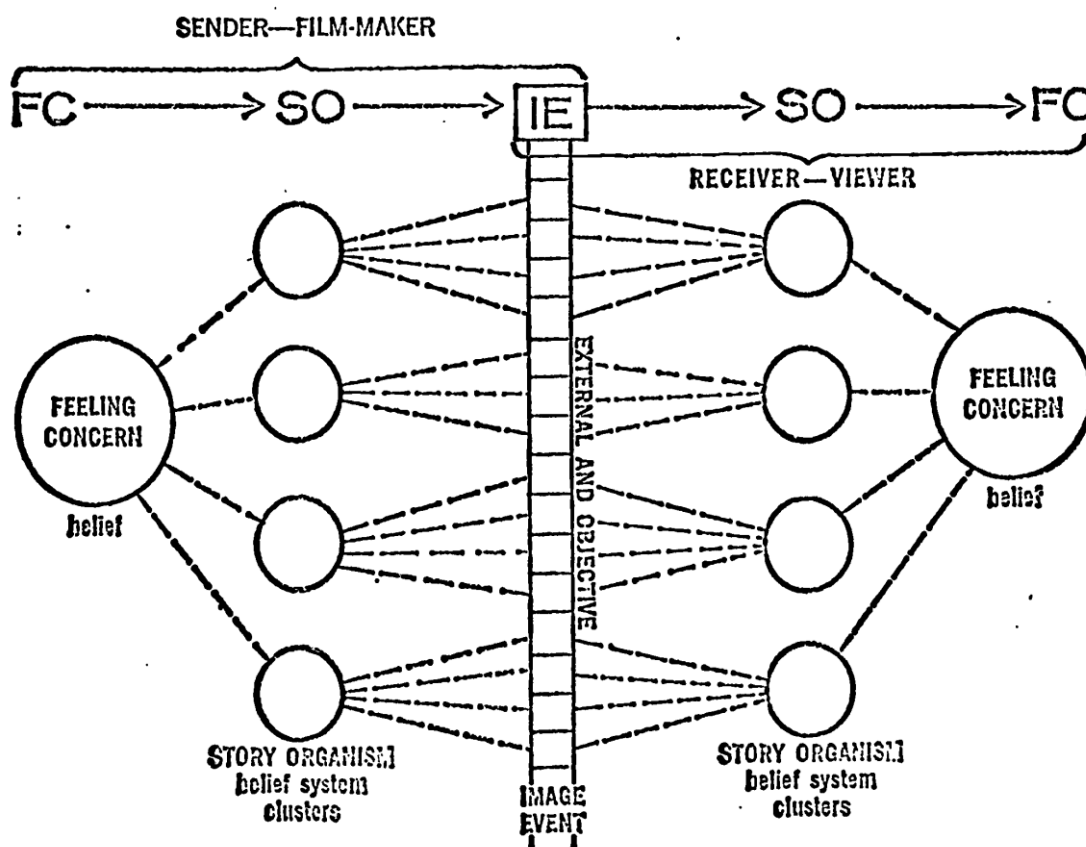 SENDER—FILM-MAKER
FC SO IE SO FC
RECEIVER—VIEWER
FEELING
CONCERN
belief
STORY ORGANISM
belief system
clusters
EXTERNAL AND OBJECTIVE
IMAGE
EVENT
FEELING
CONCERN
belief
STORY ORGANISM
belief system
clusters